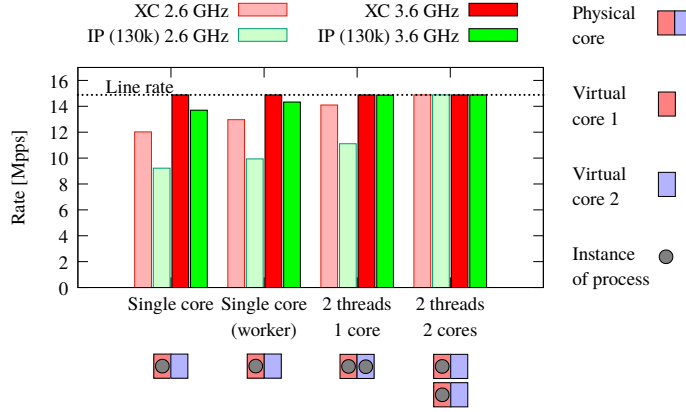 XC 2.6 GHz
XC 3.6 GHz
IP (130k) 2.6 GHz
IP (130k) 3.6 GHz
Physical
core
Virtual
core 1
Virtual
core 2
Instance
of process
Rate [Mpps]
16
14
12
10
8
6
4
2
0
Line rate
Single core
Single core
(worker)
2 threads
1 core
2 threads
2 cores